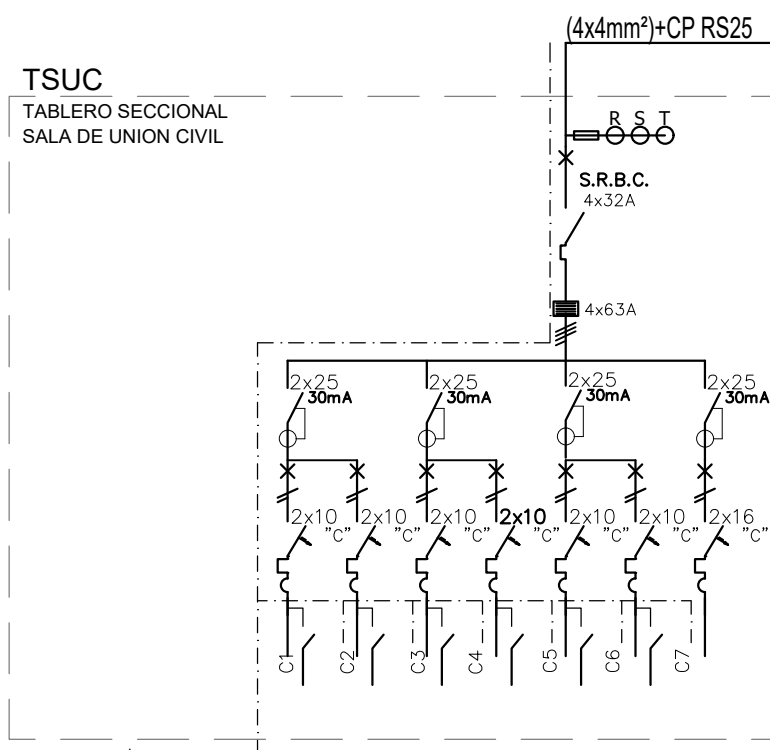 (4x4mm²)+CP RS25
TSUC
TABLERO SECCIONAL
SALA DE UNION CIVIL
R S T
S.R.B.C.
4x32A
4x63A
2x25 2x25 2x25 2x25
30mA 30mA 30mA 30mA
2x10 2x10 2x10 2x10 2x10 2x10 2x16
"C" "C" "C" "C" "C" "C" "C"
C1 C2 C3 C4 C5 C6 C7